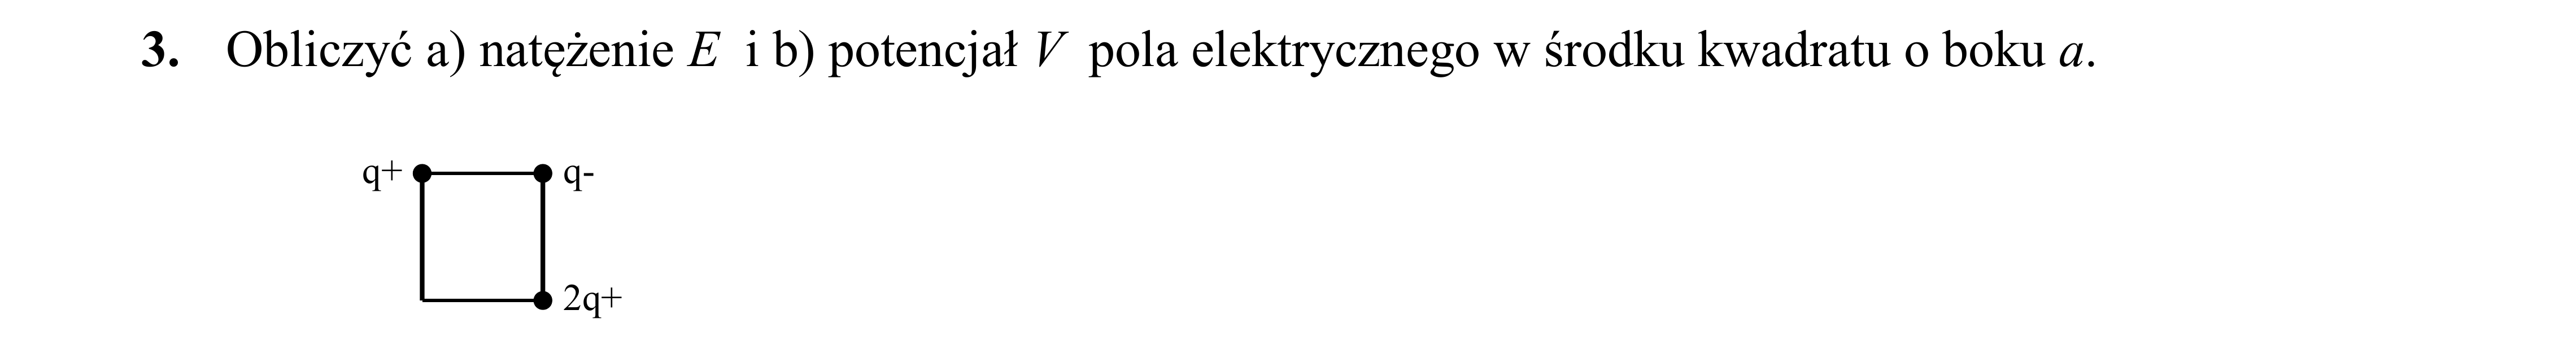 3. Obliczyć a) natężenie E i b) potencjał V pola elektrycznego w środku kwadratu o boku a.
q+ q-
2q+